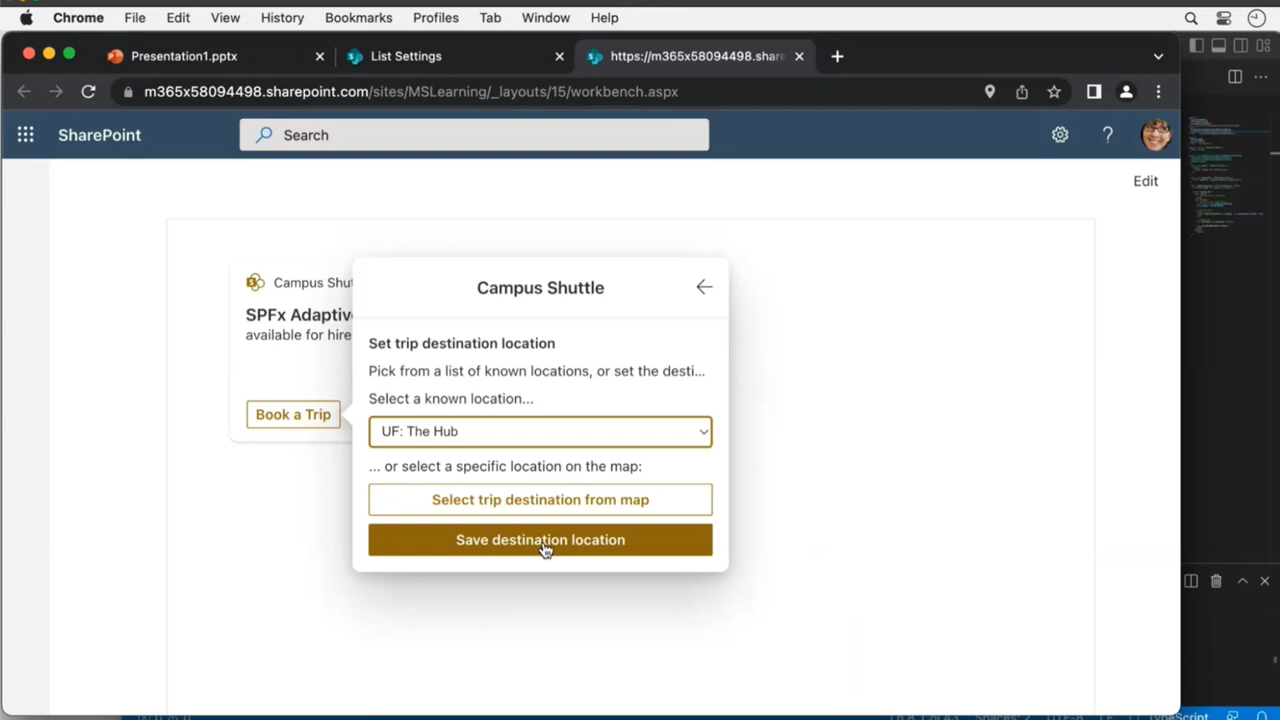 Chrome File Edit View History Bookmarks Profiles Tab Window Help
Presentation1.pptx
List Settings
https://m365x58094498.share
m365x58094498.sharepoint.com/sites/MSLearning/_layouts/15/workbench.aspx
SharePoint
Search
Edit
Campus Shut
SPFx Adaptiv
available for hire
Book a Trip
Campus Shuttle
Set trip destination location
Pick from a list of known locations, or set the desti...
Select a known location...
UF: The Hub
... or select a specific location on the map:
Select trip destination from map
Save destination location